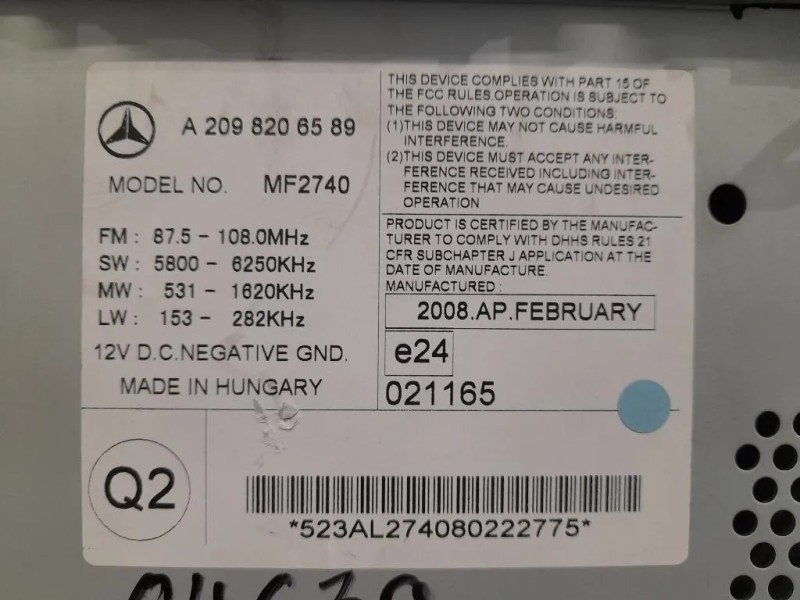 A 209 820 65 89
MODEL NO. MF2740
FM : 87.5 - 108.0MHz
SW : 5800 - 6250KHz
MW : 531 - 1620KHz
LW : 153 - 282KHz
12V D.C.NEGATIVE GND.
MADE IN HUNGARY
THIS DEVICE COMPLIES WITH PART 15 OF
THE FCC RULES.OPERATION IS SUBJECT TO
THE FOLLOWING TWO CONDITIONS:
(1)THIS DEVICE MAY NOT CAUSE HARMFUL
INTERFERENCE.
(2)THIS DEVICE MUST ACCEPT ANY INTER-
FERENCE RECEIVED INCLUDING INTER-
FERENCE THAT MAY CAUSE UNDESIRED
OPERATION
PRODUCT IS CERTIFIED BY THE MANUFAC-
TURER TO COMPLY WITH DHHS RULES 21
CFR SUBCHAPTER J APPLICATION AT THE
DATE OF MANUFACTURE.
MANUFACTURED :
2008.AP.FEBRUARY
e24
021165
Q2
*523AL274080222775*